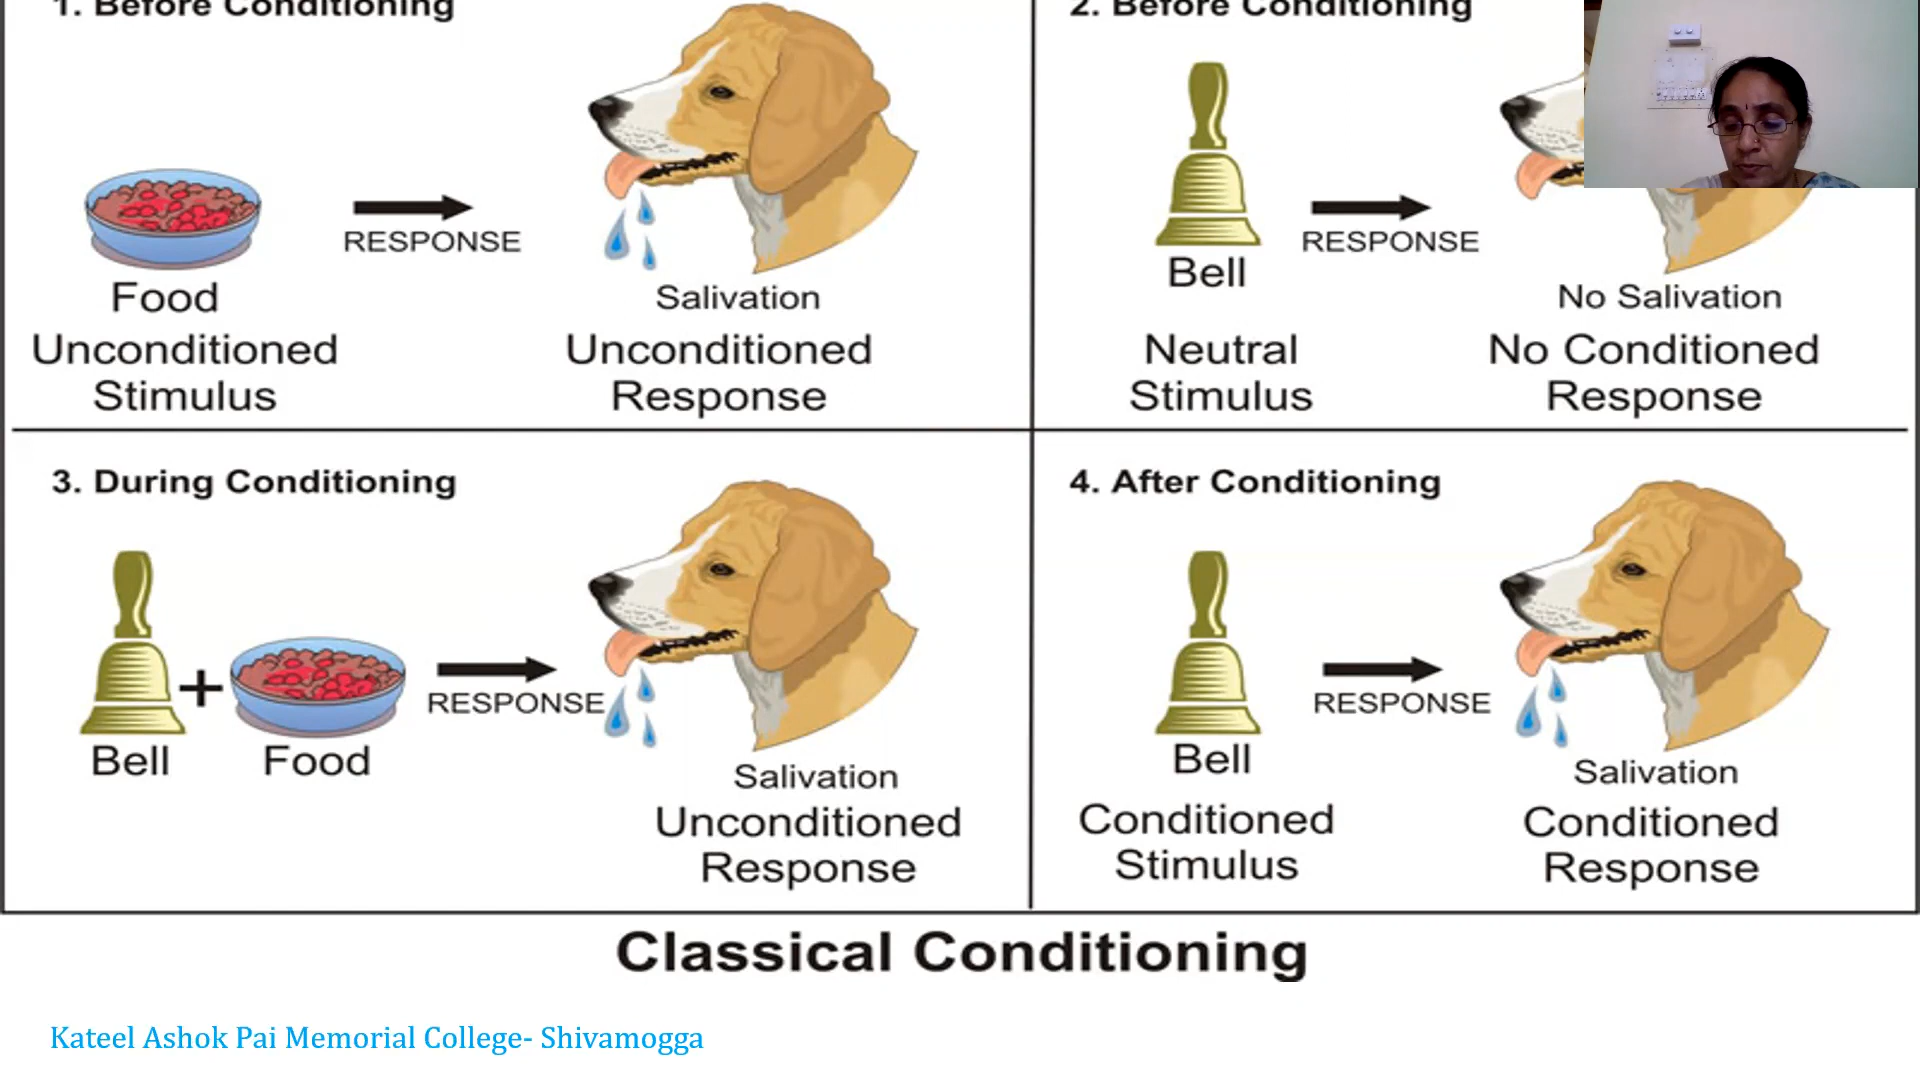 1. Before Conditioning
RESPONSE
Food
Salivation
Unconditioned
Stimulus
Unconditioned
Response
2. Before Conditioning
RESPONSE
Bell
No Salivation
Neutral
Stimulus
No Conditioned
Response
3. During Conditioning
+
RESPONSE
Bell
Food
Salivation
Unconditioned
Response
4. After Conditioning
RESPONSE
Bell
Salivation
Conditioned
Stimulus
Conditioned
Response
Classical Conditioning
Kateel Ashok Pai Memorial College- Shivamogga